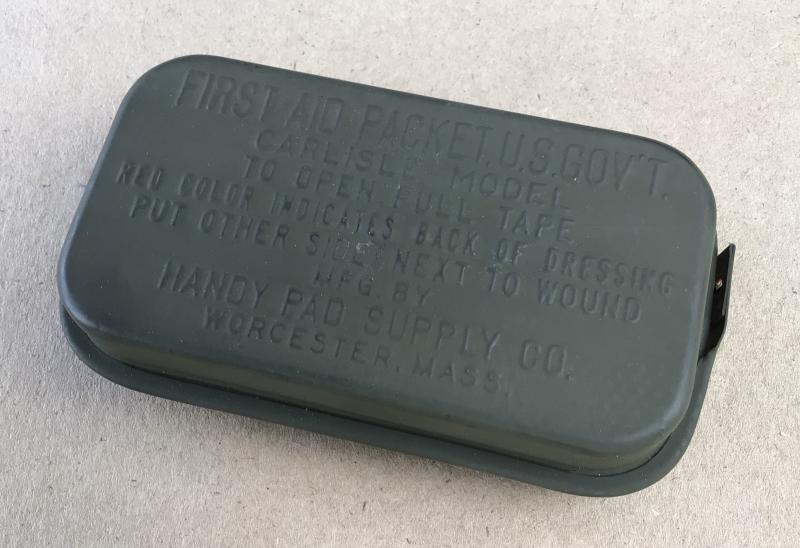 FIRST AID PACKET. U.S. GOV'T.
CARLISLE MODEL
TO OPEN PULL TAPE
RED COLOR INDICATES BACK OF DRESSING
PUT OTHER SIDE NEXT TO WOUND
MFG. BY
HANDY PAD SUPPLY CO.
WORCESTER, MASS.